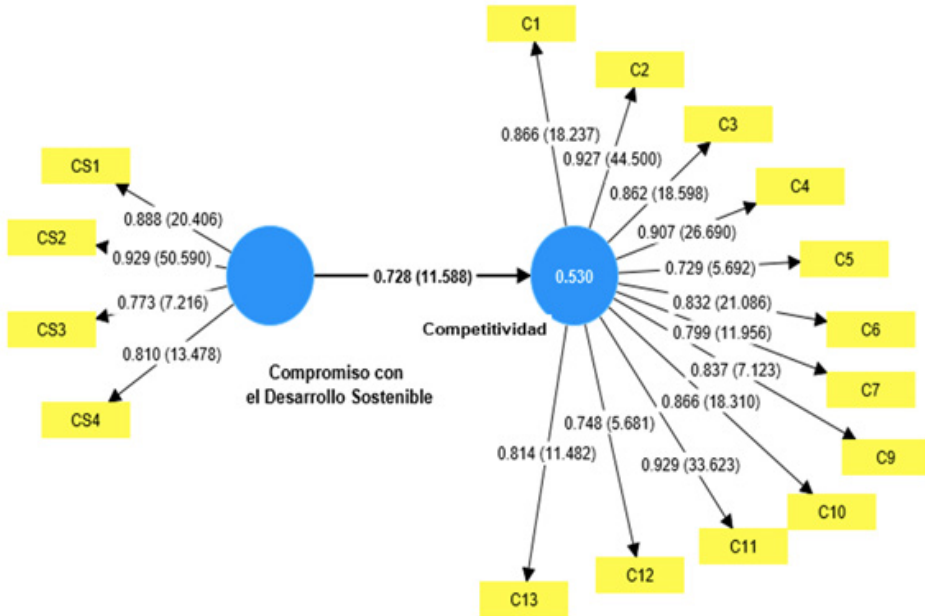 C1
C2
C3
C4
C5
C6
C7
C9
C10
C11
C12
C13
0.866 (18.237)
0.927 (44.500)
0.862 (18.598)
0.907 (26.690)
0.729 (5.692)
0.832 (21.086)
0.799 (11.956)
0.837 (7.123)
0.866 (18.310)
0.929 (33.623)
0.748 (5.681)
0.814 (11.482)
CS1
CS2
CS3
CS4
0.888 (20.406)
0.929 (50.590)
0.773 (7.216)
0.810 (13.478)
0.728 (11.588)
0.530
Competitividad
Compromiso con
el Desarrollo Sostenible